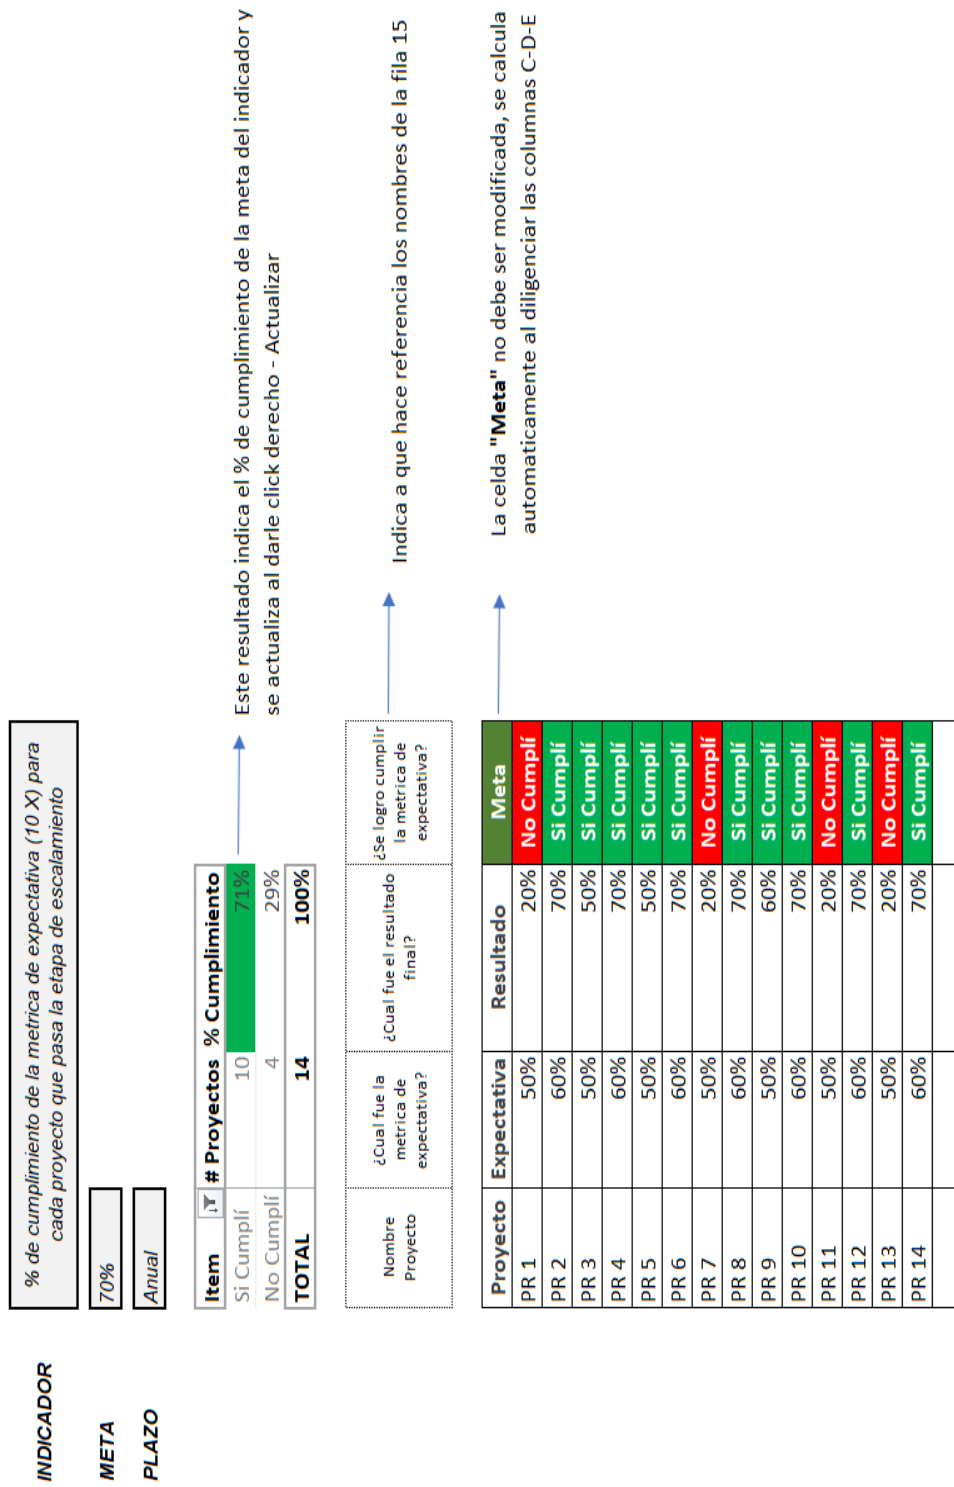 INDICADOR
% de cumplimiento de la metrica de expectativa (10 X) para
cada proyecto que pasa la etapa de escalamiento
META
70%
PLAZO
Anual
Item # Proyectos % Cumplimiento
Si Cumplí 10 71%
No Cumplí 4 29%
TOTAL 14 100%
Este resultado indica el % de cumplimiento de la meta del indicador y
se actualiza al darle click derecho - Actualizar
Nombre
Proyecto
¿Cual fue la
metrica de
expectativa?
¿Cual fue el resultado
final?
¿Se logro cumplir
la metrica de
expectativa?
Indica a que hace referencia los nombres de la fila 15
Proyecto Expectativa Resultado Meta
PR 1 50% 20% No Cumplí
PR 2 60% 70% Si Cumplí
PR 3 50% 50% Si Cumplí
PR 4 60% 70% Si Cumplí
PR 5 50% 50% Si Cumplí
PR 6 60% 70% Si Cumplí
PR 7 50% 20% No Cumplí
PR 8 60% 70% Si Cumplí
PR 9 50% 60% Si Cumplí
PR 10 60% 70% Si Cumplí
PR 11 50% 20% No Cumplí
PR 12 60% 70% Si Cumplí
PR 13 50% 20% No Cumplí
PR 14 60% 70% Si Cumplí
La celda "Meta" no debe ser modificada, se calcula
automaticamente al diligenciar las columnas C-D-E